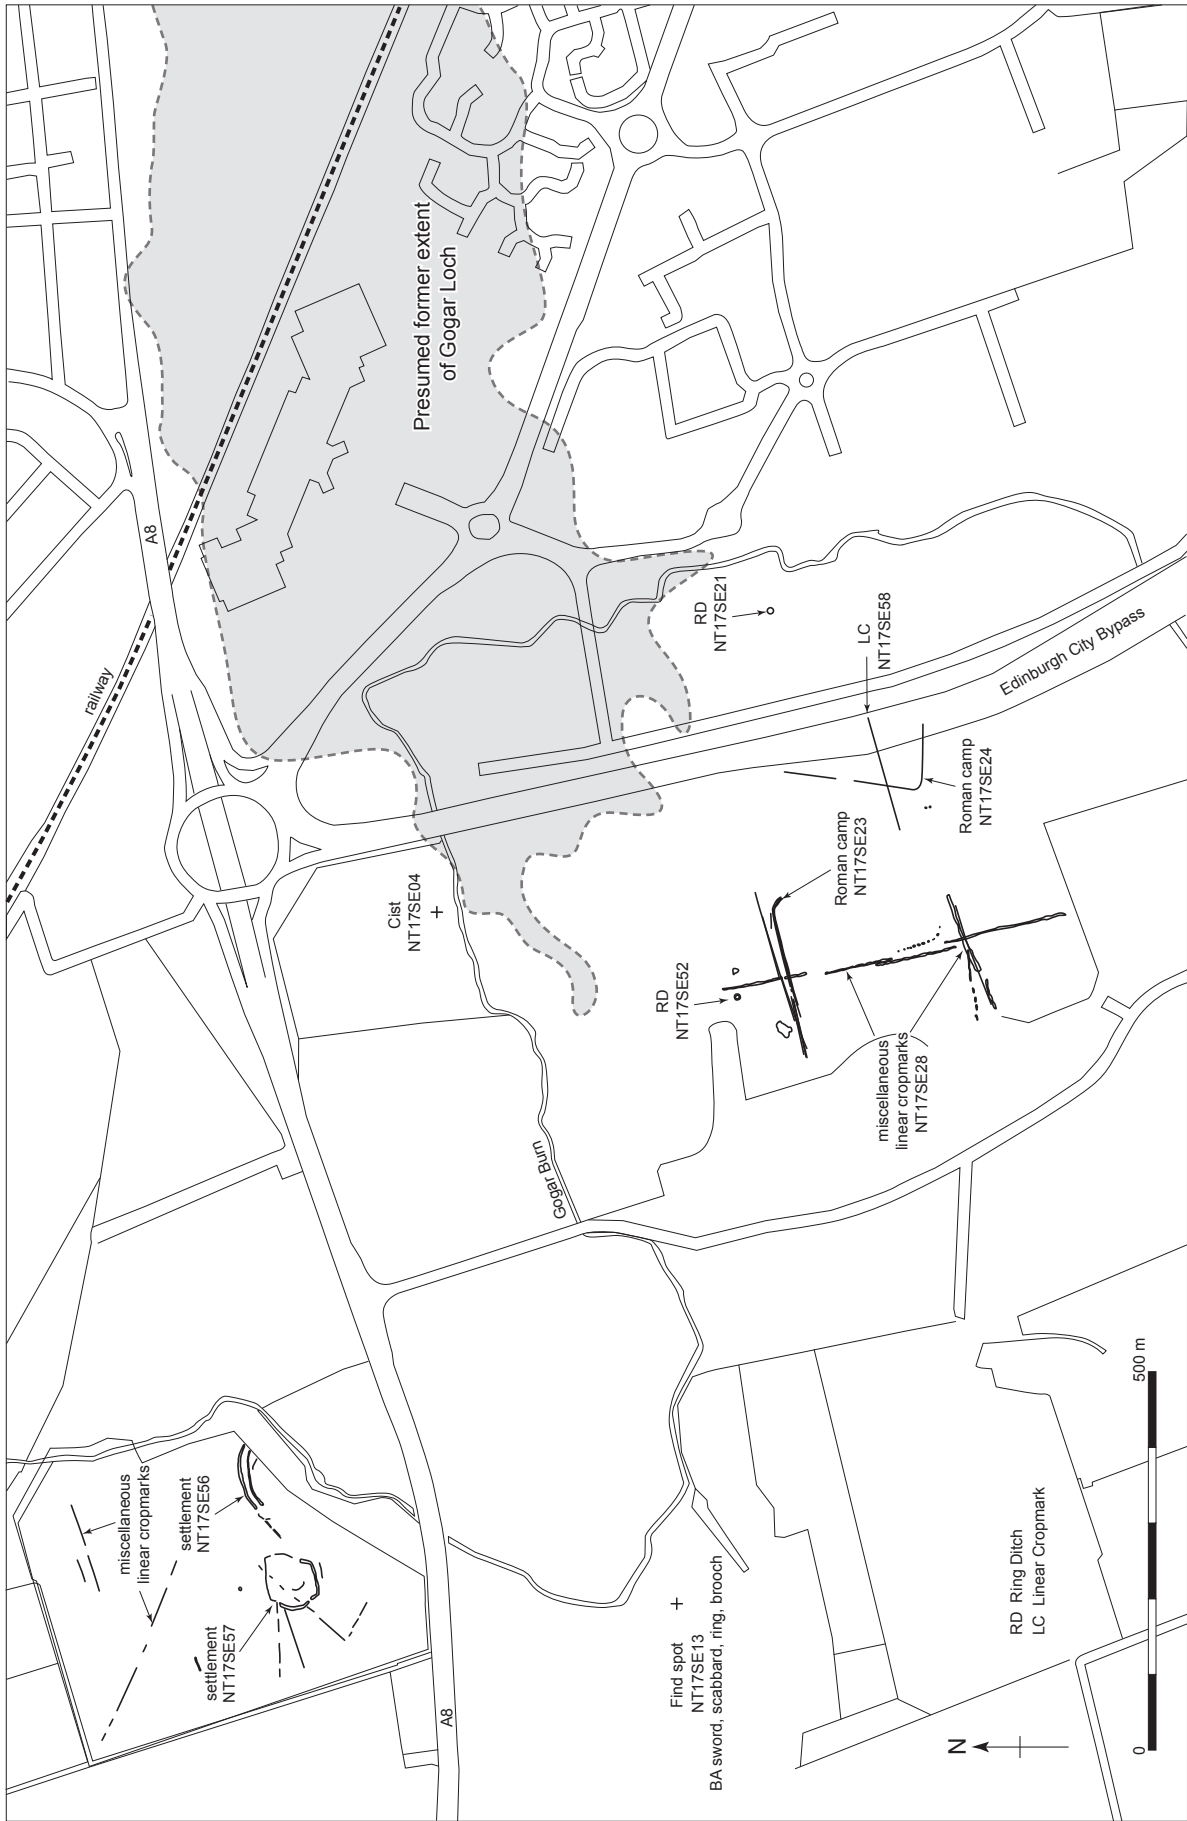 miscellaneous
linear cropmarks
settlement
NT17SE56
settlement
NT17SE57
railway
A8
A8
Presumed former extent
of Gogar Loch
Cist
NT17SE04
Gogar Burn
Find spot
NT17SE13
BA sword, scabbard, ring, brooch
RD
NT17SE52
RD
NT17SE21
Roman camp
NT17SE23
LC
NT17SE58
Roman camp
NT17SE24
miscellaneous
linear cropmarks
NT17SE28
Edinburgh City Bypass
N
RD Ring Ditch
LC Linear Cropmark
0
500 m